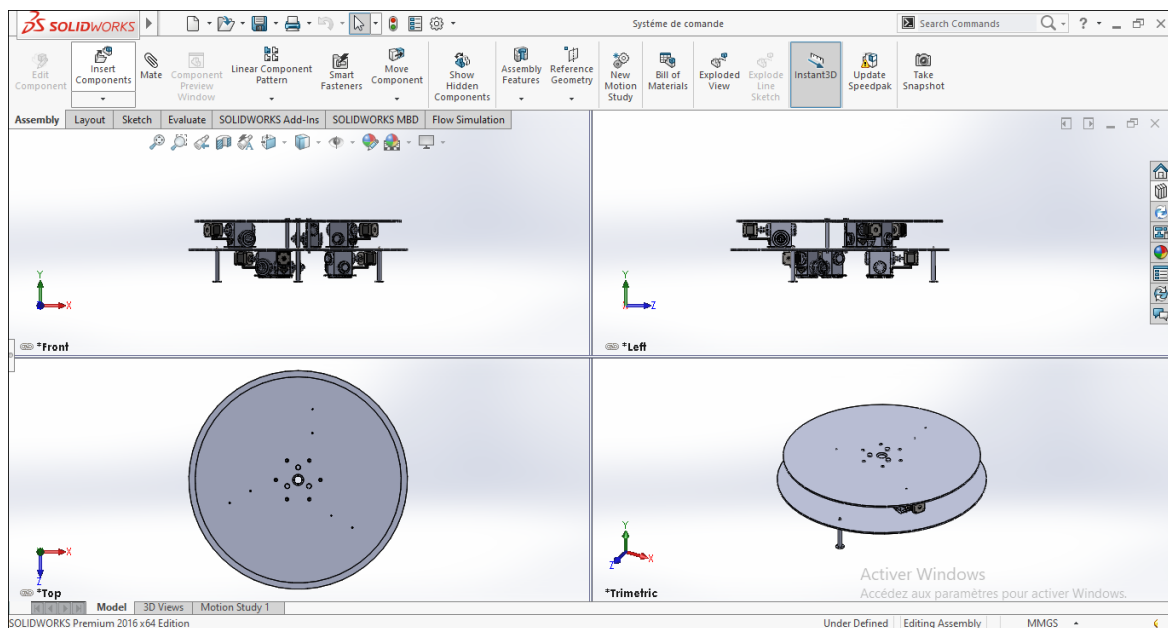 SOLIDWORKS
Systéme de comande
Search Commands
?
Edit Component
Insert Components
Mate
Component Preview Window
Linear Component Pattern
Smart Fasteners
Move Component
Show Hidden Components
Assembly Features
Reference Geometry
New Motion Study
Bill of Materials
Exploded View
Explode Line Sketch
Instant3D
Update Speedpak
Take Snapshot
Assembly
Layout
Sketch
Evaluate
SOLIDWORKS Add-Ins
SOLIDWORKS MBD
Flow Simulation
Y
X
*Front
Y
Z
*Left
X
Z
*Top
Y
X
Z
*Trimetric
Activer Windows
Accédez aux paramètres pour activer Windows.
Model
3D Views
Motion Study 1
SOLIDWORKS Premium 2016 x64 Edition
Under Defined
Editing Assembly
MMGS